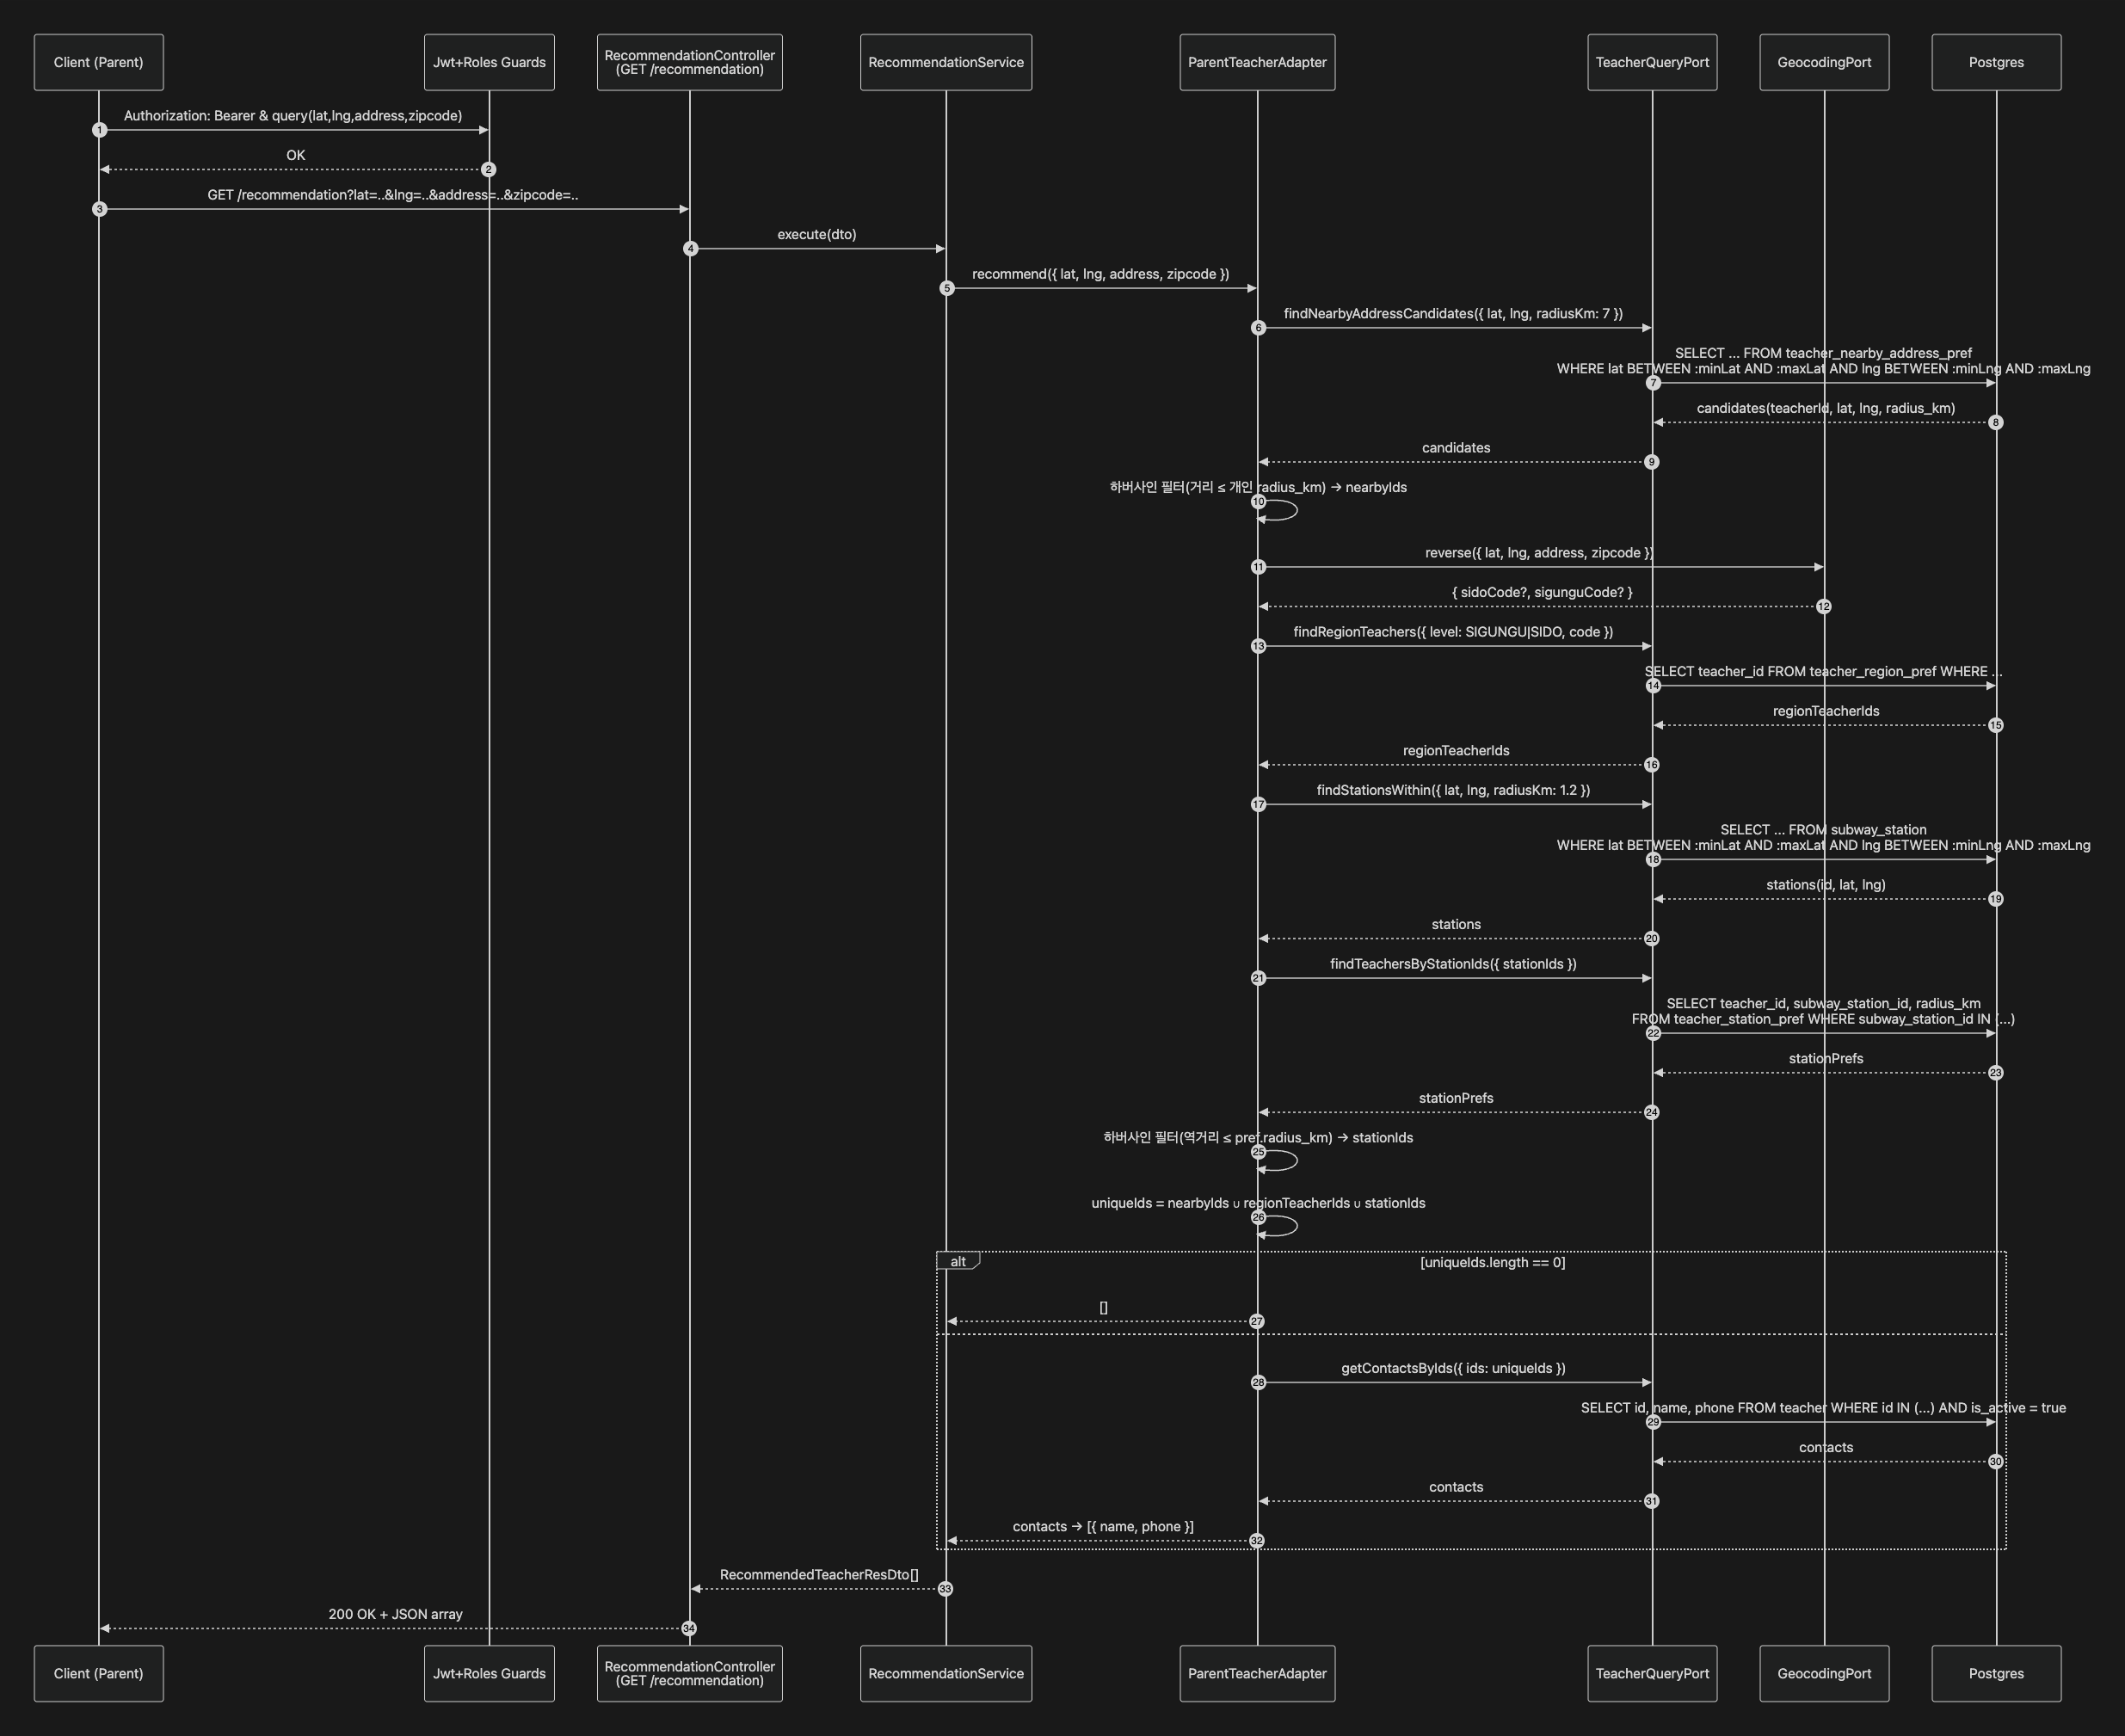 Client (Parent)
Jwt+Roles Guards
RecommendationController
(GET /recommendation)
RecommendationService
ParentTeacherAdapter
TeacherQueryPort
GeocodingPort
Postgres
Authorization: Bearer & query(lat,lng,address,zipcode)
1
OK
2
GET /recommendation?lat=..&lng=..&address=..&zipcode=..
3
execute(dto)
4
recommend({ lat, lng, address, zipcode })
5
findNearbyAddressCandidates({ lat, lng, radiusKm: 7 })
6
SELECT ... FROM teacher_nearby_address_pref
WHERE lat BETWEEN :minLat AND :maxLat AND lng BETWEEN :minLng AND :maxLng
7
candidates(teacherId, lat, lng, radius_km)
8
candidates
9
하버사인 필터(거리 ≤ 개인 radius_km) → nearbyIds
10
reverse({ lat, lng, address, zipcode })
11
{ sidoCode?, sigunguCode? }
12
findRegionTeachers({ level: SIGUNGU|SIDO, code })
13
SELECT teacher_id FROM teacher_region_pref WHERE ...
14
regionTeacherIds
15
regionTeacherIds
16
findStationsWithin({ lat, lng, radiusKm: 1.2 })
17
SELECT ... FROM subway_station
WHERE lat BETWEEN :minLat AND :maxLat AND lng BETWEEN :minLng AND :maxLng
18
stations(id, lat, lng)
19
stations
20
findTeachersByStationIds({ stationIds })
21
SELECT teacher_id, subway_station_id, radius_km
FROM teacher_station_pref WHERE subway_station_id IN (...)
22
stationPrefs
23
stationPrefs
24
하버사인 필터(역거리 ≤ pref.radius_km) → stationIds
25
uniqueIds = nearbyIds ∪ regionTeacherIds ∪ stationIds
26
alt
[uniqueIds.length == 0]
[]
27
getContactsByIds({ ids: uniqueIds })
28
SELECT id, name, phone FROM teacher WHERE id IN (...) AND is_active = true
29
contacts
30
contacts
31
contacts → [{ name, phone }]
32
RecommendedTeacherResDto[]
33
200 OK + JSON array
34
Client (Parent)
Jwt+Roles Guards
RecommendationController
(GET /recommendation)
RecommendationService
ParentTeacherAdapter
TeacherQueryPort
GeocodingPort
Postgres